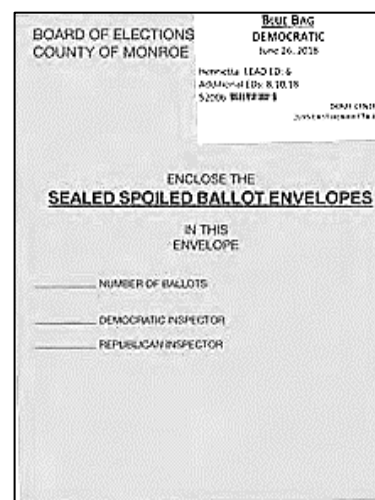 BOARD OF ELECTIONS
COUNTY OF MONROE
BLUE BAG
DEMOCRATIC
June 26, 2018
Henrietta LEAD ED: 6
Additional EDs: 8,10,18
52006
ENCLOSE THE
SEALED SPOILED BALLOT ENVELOPES
IN THIS
ENVELOPE
NUMBER OF BALLOTS
DEMOCRATIC INSPECTOR
REPUBLICAN INSPECTOR